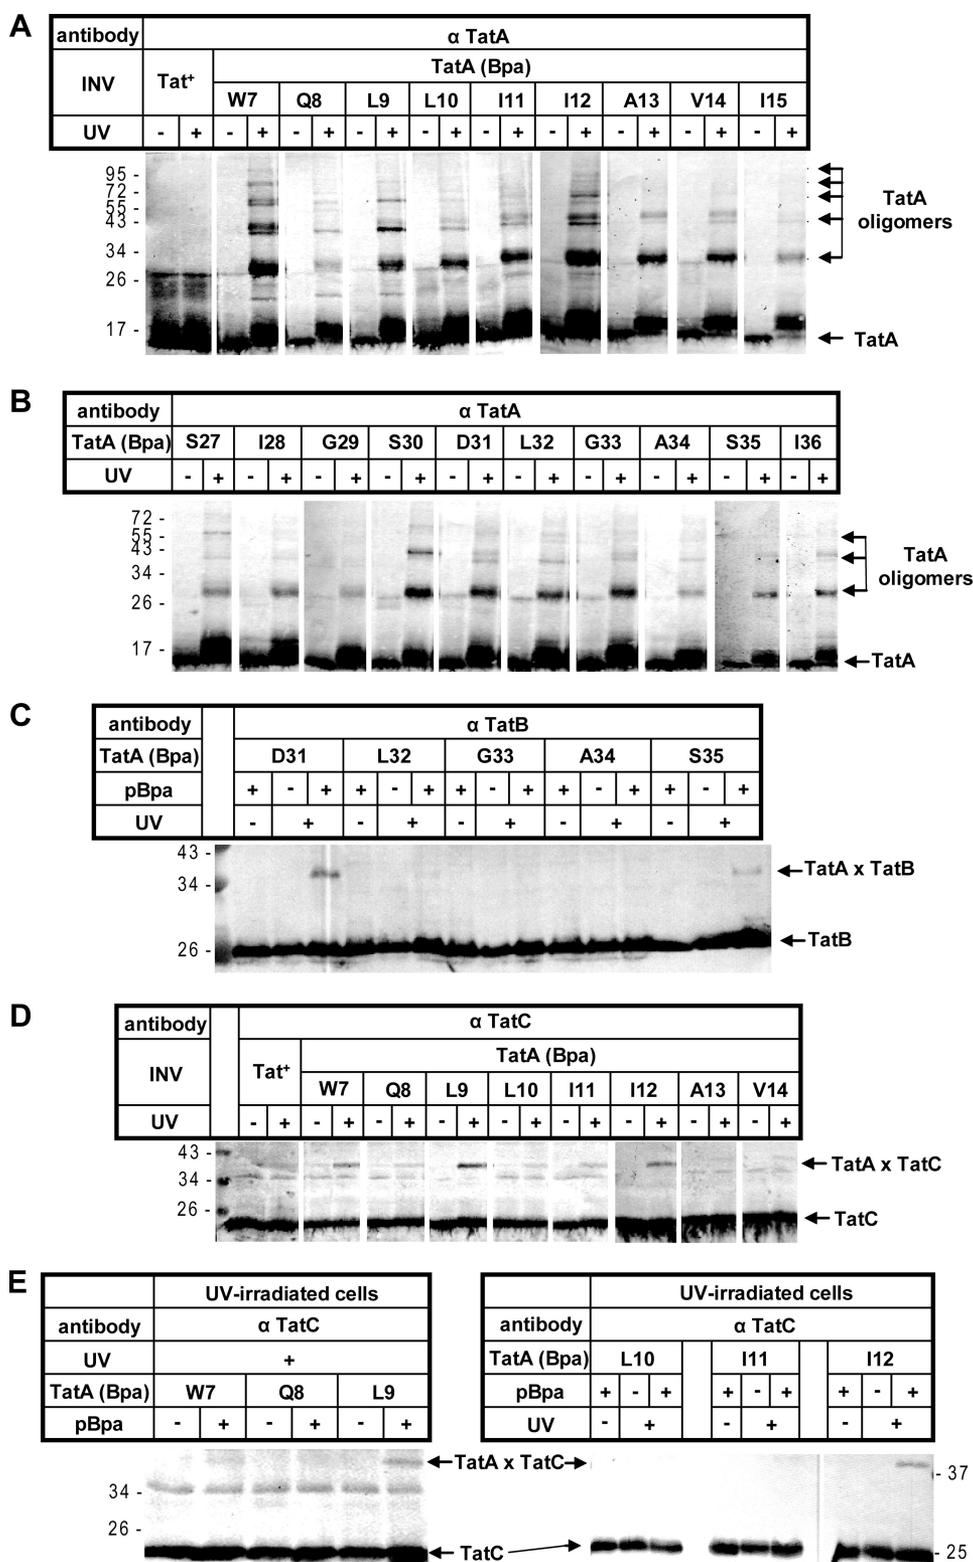 A
antibody α TatA
INV Tat+ TatA (Bpa)
W7 Q8 L9 L10 I11 I12 A13 V14 I15
UV - + - + - + - + - + - + - + - + - + - +
95 -
72 -
55 -
43 -
34 -
26 -
17 -
TatA
oligomers
TatA
B
antibody α TatA
TatA (Bpa) S27 I28 G29 S30 D31 L32 G33 A34 S35 I36
UV - + - + - + - + - + - + - + - + - + - +
72 -
55 -
43 -
34 -
26 -
17 -
TatA
oligomers
TatA
C
antibody α TatB
TatA (Bpa) D31 L32 G33 A34 S35
pBpa + - + + - + + - + + - + + - +
UV - + - + - + - + - +
43 -
34 -
26 -
TatA x TatB
TatB
D
antibody α TatC
INV Tat+ TatA (Bpa)
W7 Q8 L9 L10 I11 I12 A13 V14
UV - + - + - + - + - + - + - + - + - +
43 -
34 -
26 -
TatA x TatC
TatC
E
UV-irradiated cells
antibody α TatC
UV +
TatA (Bpa) W7 Q8 L9
pBpa - + - + - +
34 -
26 -
UV-irradiated cells
antibody α TatC
TatA (Bpa) L10 I11 I12
pBpa + - + + - + + - +
UV - + - + - +
TatA x TatC
TatC
- 37
- 25